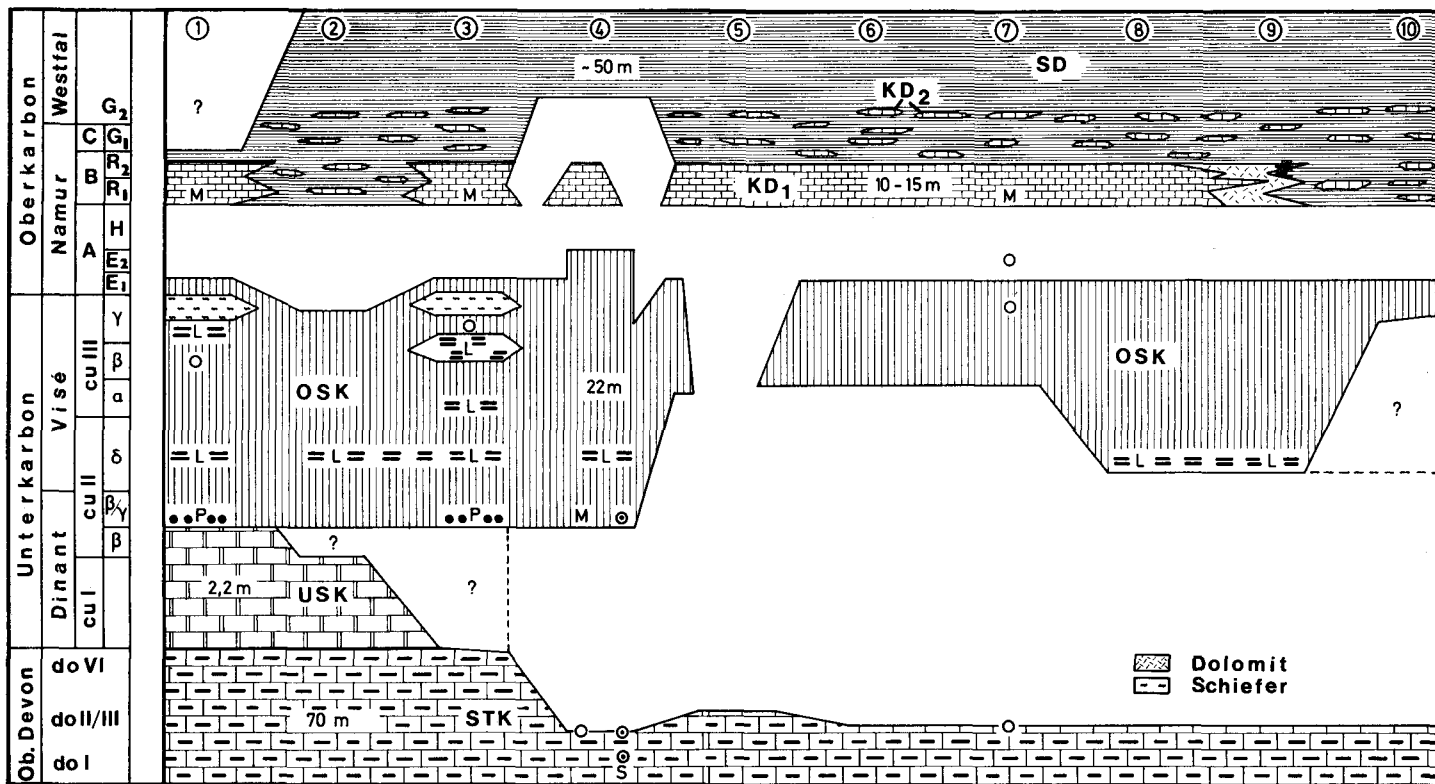 ① ② ③ ④ ⑤ ⑥ ⑦ ⑧ ⑨ ⑩
Oberkarbon
Westfal
Namur
C
B
A
G₂
G₁
R₂
R₁
H
E₂
E₁
Unterkarbon
Visé
Dinant
cu III
cu II
cu I
γ
β
α
δ
β/γ
β
Ob. Devon
do VI
do II/III
do I
?
~ 50 m
SD
KD₂
M
M
KD₁
10 - 15 m
M
L
L
OSK
L
22 m
OSK
?
L
L
L
L
L
L
P
P
M
?
?
2,2 m
USK
70 m
STK
S
Dolomit
Schiefer